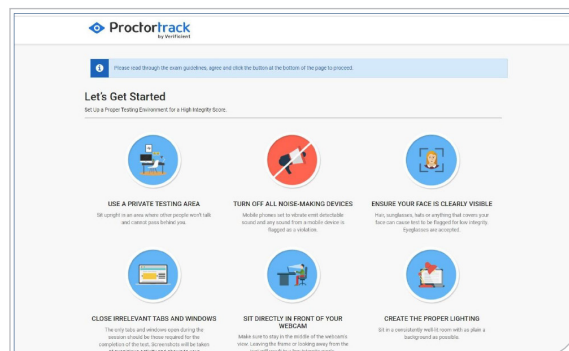 Proctortrack
by Verificient
Please read through the exam guidelines, agree and click the button at the bottom of the page to proceed.
Let's Get Started
Set Up a Proper Testing Environment for a High Integrity Score.
USE A PRIVATE TESTING AREA
Sit upright in an area where other people won't talk
and cannot pass behind you.
TURN OFF ALL NOISE-MAKING DEVICES
Mobile phones set to vibrate emit detectable
sound and any sound from a mobile device is
flagged as a violation.
ENSURE YOUR FACE IS CLEARLY VISIBLE
Hair, sunglasses, hats or anything that covers your
face can cause test to be flagged for low integrity.
Eyeglasses are accepted.
CLOSE IRRELEVANT TABS AND WINDOWS
The only tabs and windows open during the
session should be those required for the
completion of the test. Screenshots will be taken
SIT DIRECTLY IN FRONT OF YOUR
WEBCAM
Make sure to stay in the middle of the webcam's
view. Leaving the frame or looking away from the
CREATE THE PROPER LIGHTING
Sit in a consistently well-lit room with as plain a
background as possible.